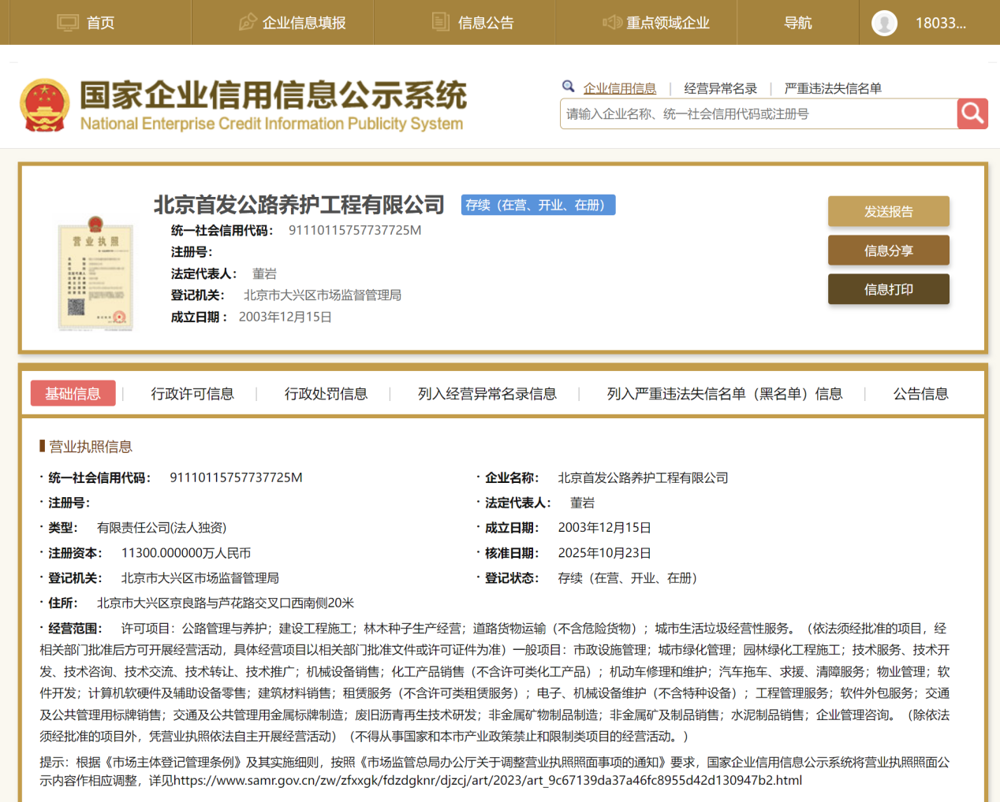 首页
企业信息填报
信息公告
重点领域企业
导航
18033...
国家企业信用信息公示系统
National Enterprise Credit Information Publicity System
企业信用信息 | 经营异常名录 | 严重违法失信名单
请输入企业名称、统一社会信用代码或注册号
北京首发公路养护工程有限公司
存续（在营、开业、在册）
统一社会信用代码： 91110115757737725M
注册号：
法定代表人： 董岩
登记机关： 北京市大兴区市场监督管理局
成立日期： 2003年12月15日
营业执照
发送报告
信息分享
信息打印
基础信息 | 行政许可信息 | 行政处罚信息 | 列入经营异常名录信息 | 列入严重违法失信名单（黑名单）信息 | 公告信息
营业执照信息
· 统一社会信用代码： 91110115757737725M
· 企业名称： 北京首发公路养护工程有限公司
· 注册号：
· 法定代表人： 董岩
· 类型： 有限责任公司(法人独资)
· 成立日期： 2003年12月15日
· 注册资本： 11300.000000万人民币
· 核准日期： 2025年10月23日
· 登记机关： 北京市大兴区市场监督管理局
· 登记状态： 存续（在营、开业、在册）
· 住所： 北京市大兴区京良路与芦花路交叉口西南侧20米
· 经营范围： 许可项目：公路管理与养护；建设工程施工；林木种子生产经营；道路货物运输（不含危险货物）；城市生活垃圾经营性服务。（依法须经批准的项目，经
相关部门批准后方可开展经营活动，具体经营项目以相关部门批准文件或许可证件为准）一般项目：市政设施管理；城市绿化管理；园林绿化工程施工；技术服务、技术开
发、技术咨询、技术交流、技术转让、技术推广；机械设备销售；化工产品销售（不含许可类化工产品）；机动车修理和维护；汽车拖车、求援、清障服务；物业管理；软
件开发；计算机软硬件及辅助设备零售；建筑材料销售；租赁服务（不含许可类租赁服务）；电子、机械设备维护（不含特种设备）；工程管理服务；软件外包服务；交通
及公共管理用标牌销售；交通及公共管理用金属标牌制造；废旧沥青再生技术研发；非金属矿物制品制造；非金属矿及制品销售；水泥制品销售；企业管理咨询。（除依法
须经批准的项目外，凭营业执照依法自主开展经营活动）（不得从事国家和本市产业政策禁止和限制类项目的经营活动。）
提示：根据《市场主体登记管理条例》及其实施细则，按照《市场监管总局办公厅关于调整营业执照照面事项的通知》要求，国家企业信用信息公示系统将营业执照照面公
示内容作相应调整，详见https://www.samr.gov.cn/zw/zfxxgk/fdzdgknr/djzcj/art/2023/art_9c67139da37a46fc8955d42d130947b2.html